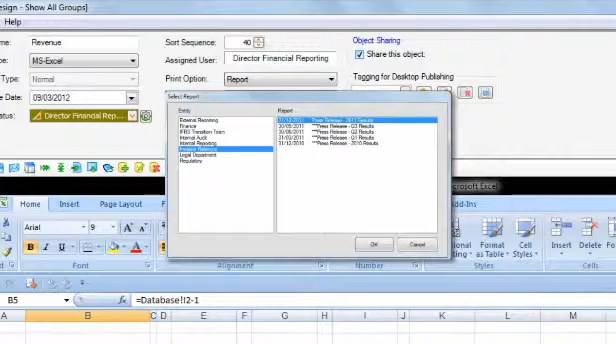 esign - Show All Groups]
Help
me: Revenue
Sort Sequence: 40
Object Sharing
pe: MS-Excel
Assigned User: Director Financial Reporting
Share this object:
Type: Normal
Print Option: Report
Tagging for Desktop Publishing
e Date: 09/03/2012
tatus: Director Financial Rep...
Select Report
Entity
Report
External Reporting
Finance
IFRS Transition Team
Internal Audit
Internal Reporting
Investor Relations
Legal Department
Regulatory
31/12/2011 Press Release - 2011 Results
30/09/2011 ***Press Release - Q3 Results
30/06/2011 ***Press Release - Q2 Results
31/03/2011 ***Press Release - Q1 Results
31/12/2010 ***Press Release - 2010 Results
OK
Cancel
crosoft Excel
Home Insert Page Layout F
dd-Ins
Arial 9 A A
B I U A
Font
Alignment
Number
ional Format Cell
ting as Table Styles
Styles
Insert Delete Fo
Cells
B5 fx =Database!I2-1
A B C D E F G H I J K L M